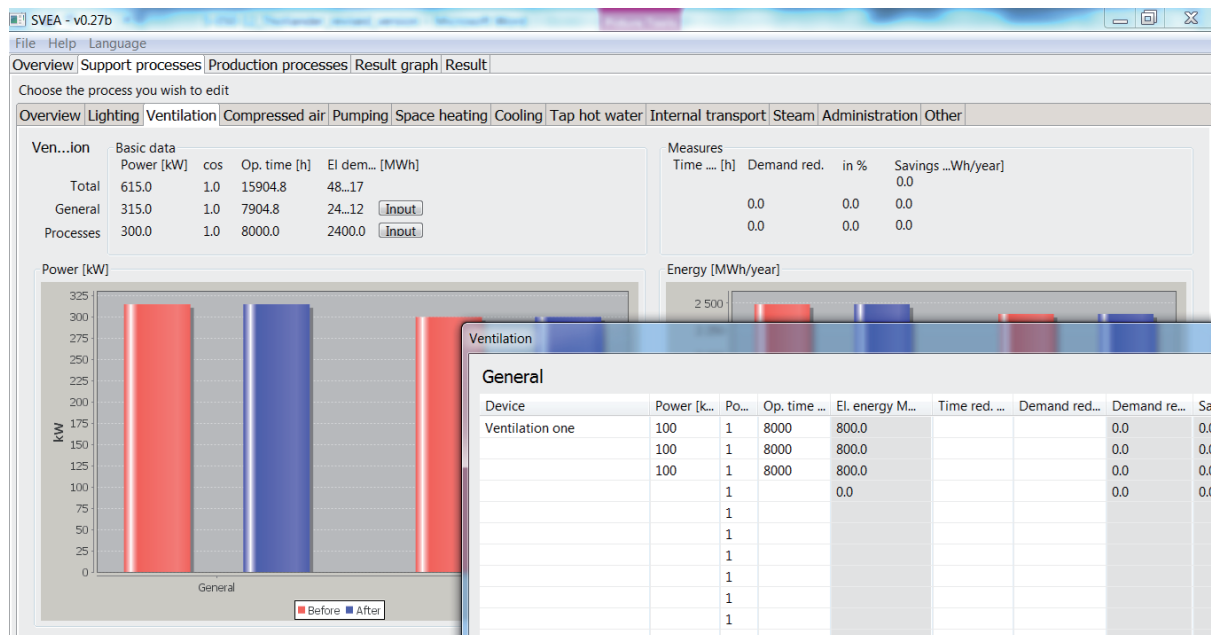 SVEA - v0.27b
File Help Language
Overview Support processes Production processes Result graph Result
Choose the process you wish to edit
Overview Lighting Ventilation Compressed air Pumping Space heating Cooling Tap hot water Internal transport Steam Administration Other
Ven...ion Basic data
Power [kW] cos Op. time [h] El dem... [MWh]
Total 615.0 1.0 15904.8 48...17
General 315.0 1.0 7904.8 24...12 Input
Processes 300.0 1.0 8000.0 2400.0 Input
Measures
Time .... [h] Demand red. in % Savings ...Wh/year]
0.0
0.0 0.0 0.0
0.0 0.0 0.0
Power [kW]
325
300
275
250
225
200
175
150
125
100
75
50
25
0
kW
General
Before After
Energy [MWh/year]
2 500
Ventilation
General
Device Power [k... Po... Op. time ... El. energy M... Time red. ... Demand red... Demand re... Sa
Ventilation one 100 1 8000 800.0 0.0 0.0
100 1 8000 800.0 0.0 0.0
100 1 8000 800.0 0.0 0.0
1 0.0 0.0 0.0
1
1
1
1
1
1